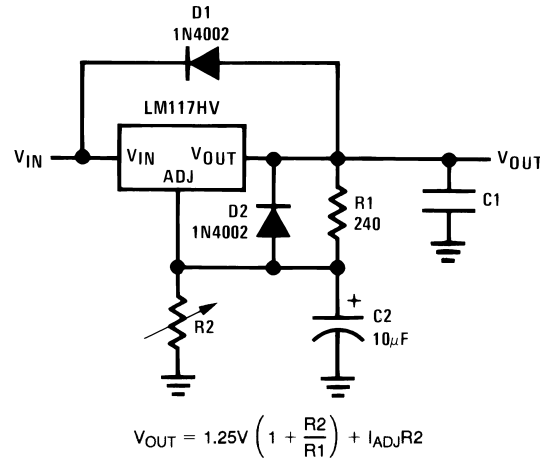 D1
1N4002
LM117HV
VIN
VIN
VOUT
VOUT
ADJ
D2
1N4002
R1
240
C1
R2
+
C2
10μF
VOUT = 1.25V (1 + R2/R1) + IADJR2